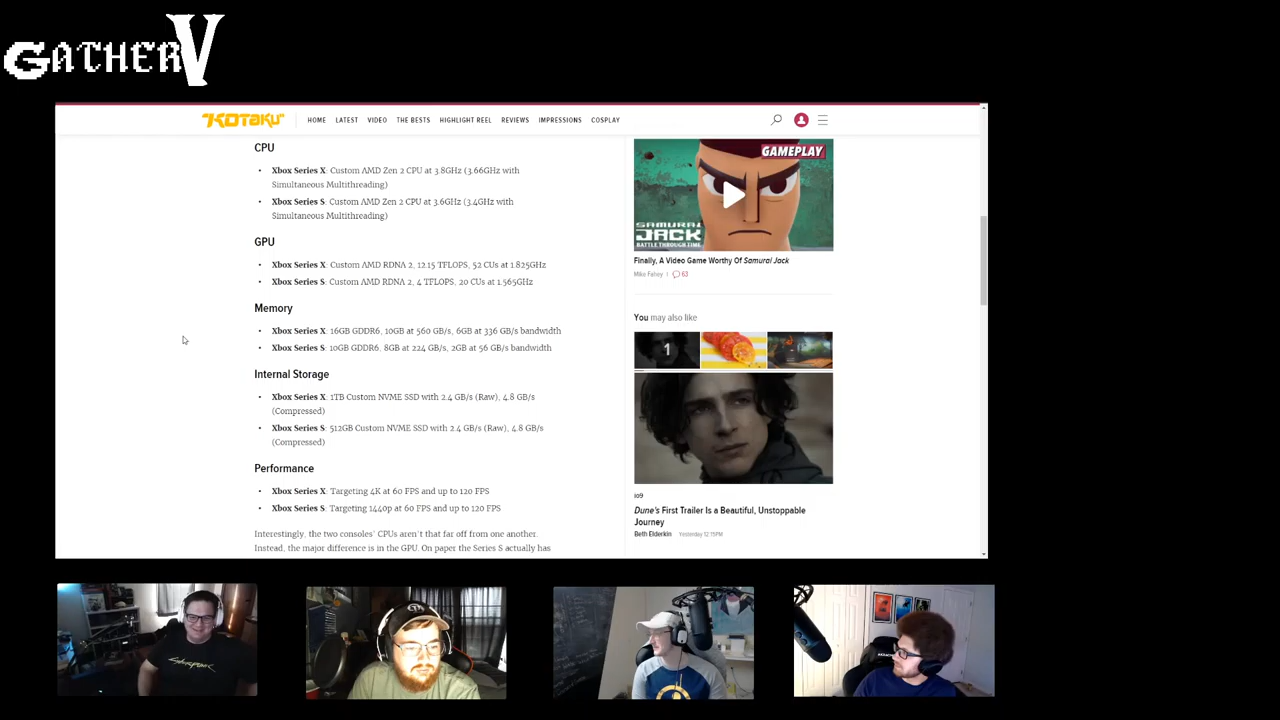 GATHER V
KOTAKU
HOME LATEST VIDEO THE BESTS HIGHLIGHT REEL REVIEWS IMPRESSIONS COSPLAY
CPU
• Xbox Series X: Custom AMD Zen 2 CPU at 3.8GHz (3.66GHz with
Simultaneous Multithreading)
• Xbox Series S: Custom AMD Zen 2 CPU at 3.6GHz (3.4GHz with
Simultaneous Multithreading)
GPU
• Xbox Series X: Custom AMD RDNA 2, 12.15 TFLOPS, 52 CUs at 1.825GHz
• Xbox Series S: Custom AMD RDNA 2, 4 TFLOPS, 20 CUs at 1.565GHz
Memory
• Xbox Series X: 16GB GDDR6, 10GB at 560 GB/s, 6GB at 336 GB/s bandwidth
• Xbox Series S: 10GB GDDR6, 8GB at 224 GB/s, 2GB at 56 GB/s bandwidth
Internal Storage
• Xbox Series X: 1TB Custom NVME SSD with 2.4 GB/s (Raw), 4.8 GB/s
(Compressed)
• Xbox Series S: 512GB Custom NVME SSD with 2.4 GB/s (Raw), 4.8 GB/s
(Compressed)
Performance
• Xbox Series X: Targeting 4K at 60 FPS and up to 120 FPS
• Xbox Series S: Targeting 1440p at 60 FPS and up to 120 FPS
Interestingly, the two consoles' CPUs aren't that far off from one another.
Instead, the major difference is in the GPU. On paper the Series S actually has
GAMEPLAY
SAMURAI
JACK
BATTLE THROUGH TIME
Finally, A Video Game Worthy Of Samurai Jack
Mike Fahey | 63
You may also like
1
io9
Dune's First Trailer Is a Beautiful, Unstoppable
Journey
Beth Elderkin Yesterday 12:15PM